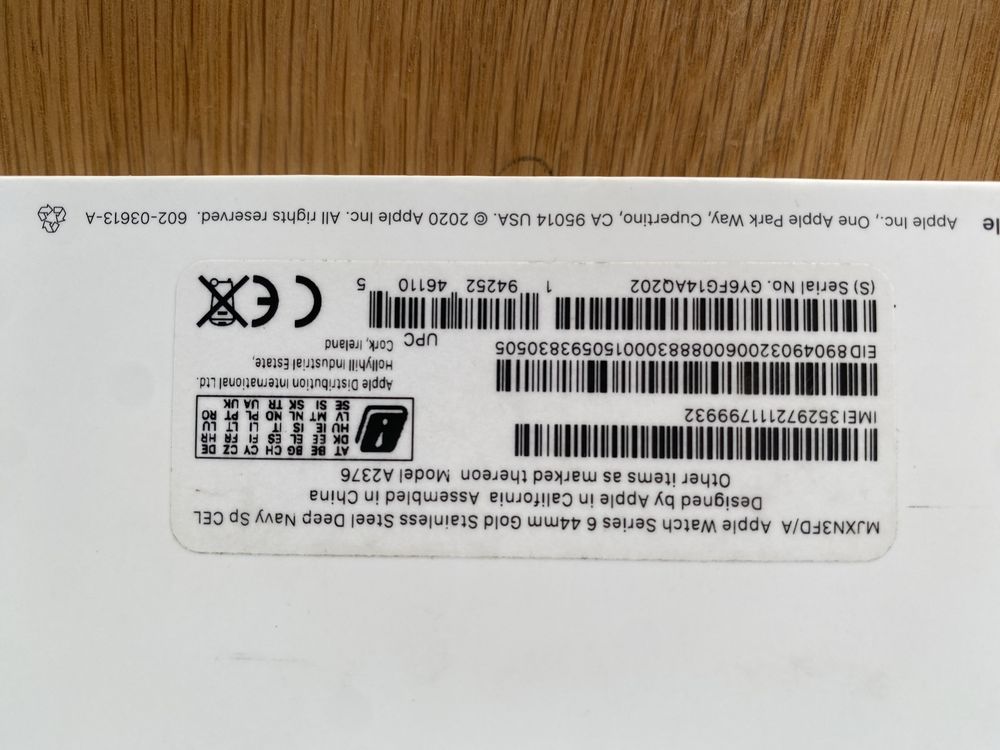 MJXN3FD/A Apple Watch Series 6 44mm Gold Stainless Steel Deep Navy Sp CEL
Designed by Apple in California Assembled in China
Other items as marked thereon Model A2376
IMEI 352972111799932
EID 89049032006008883000150593830505
(S) Serial No. GY6FG14AQ202
UPC
1 94252 46110 5
AT BE BG CH CY CZ DE
DK EE EL ES FI FR HR
HU IE IS IT LI LT LU
LV MT NL NO PL PT RO
SE SI SK TR UA UK
Apple Distribution International Ltd.
Hollyhill Industrial Estate,
Cork, Ireland
CE
Apple Inc., One Apple Park Way, Cupertino, CA 95014 USA. © 2020 Apple Inc. All rights reserved. 602-03613-A